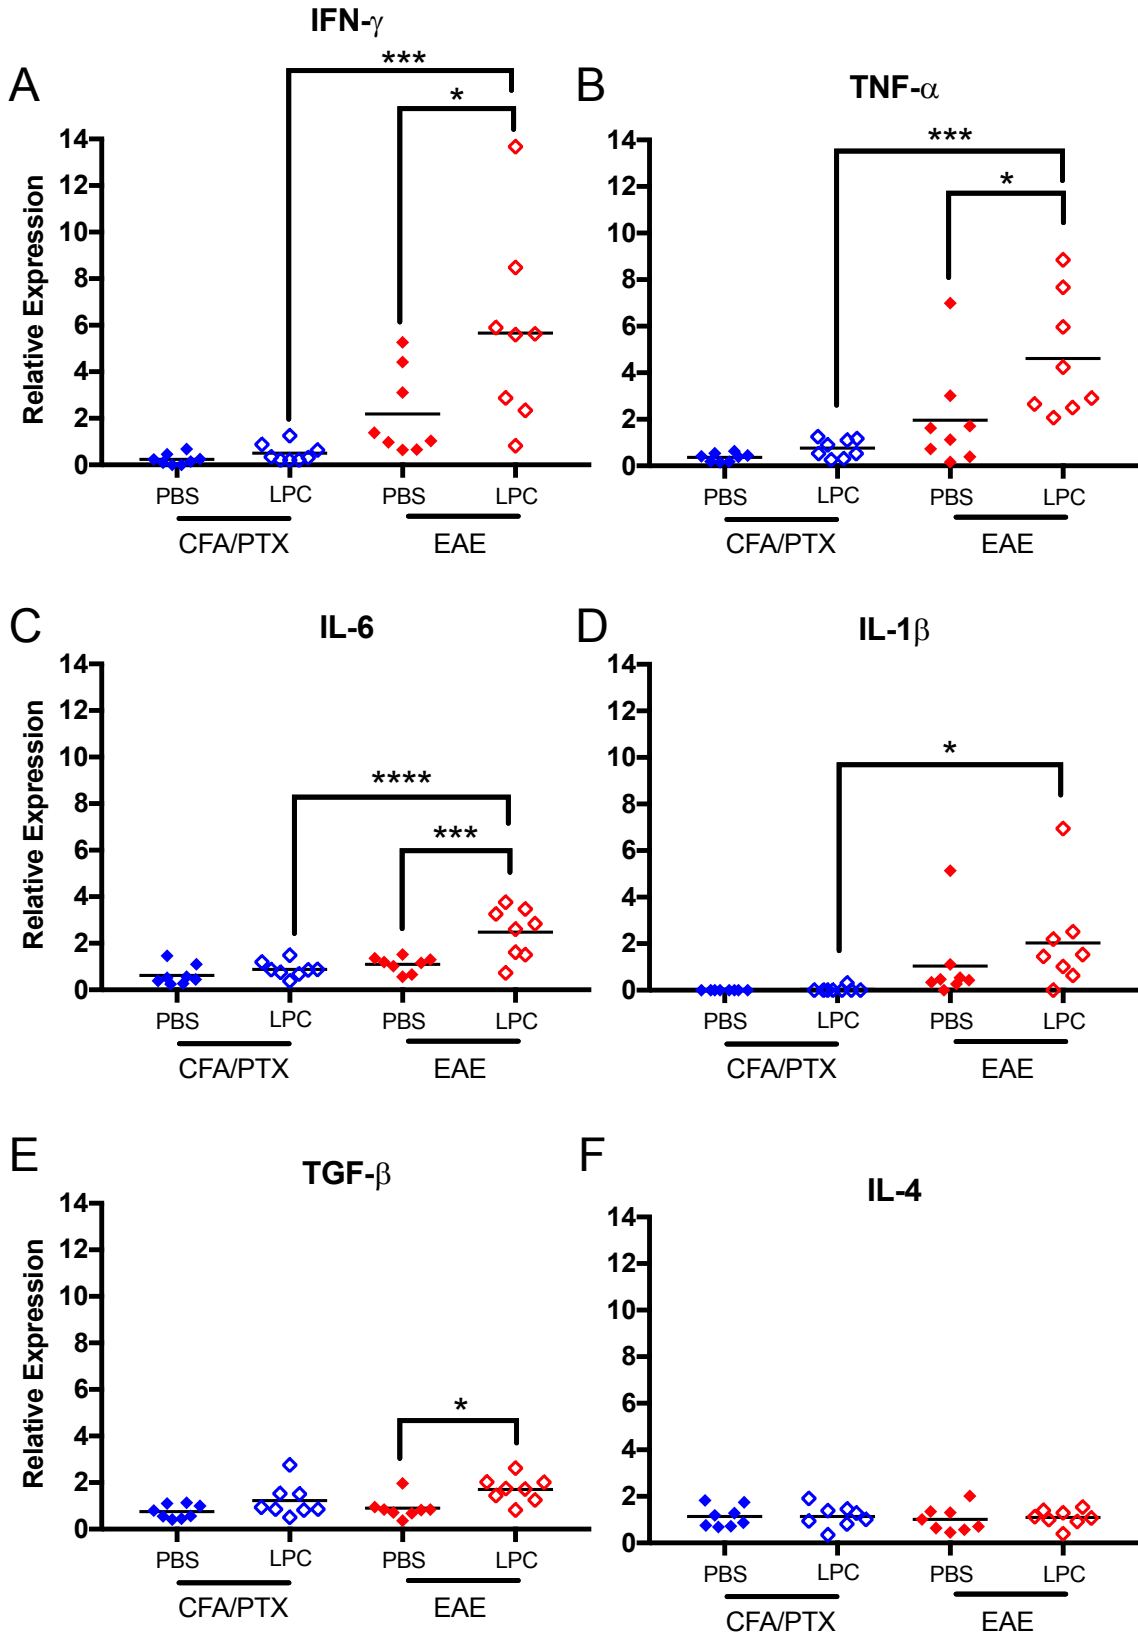 IFN-γ
A
***
*
Relative Expression
14
12
10
8
6
4
2
0
PBS
LPC
PBS
LPC
CFA/PTX
EAE
B
TNF-α
***
*
14
12
10
8
6
4
2
0
PBS
LPC
PBS
LPC
CFA/PTX
EAE
C
IL-6
****
***
Relative Expression
14
12
10
8
6
4
2
0
PBS
LPC
PBS
LPC
CFA/PTX
EAE
D
IL-1β
*
14
12
10
8
6
4
2
0
PBS
LPC
PBS
LPC
CFA/PTX
EAE
E
TGF-β
*
Relative Expression
14
12
10
8
6
4
2
0
PBS
LPC
PBS
LPC
CFA/PTX
EAE
F
IL-4
14
12
10
8
6
4
2
0
PBS
LPC
PBS
LPC
CFA/PTX
EAE